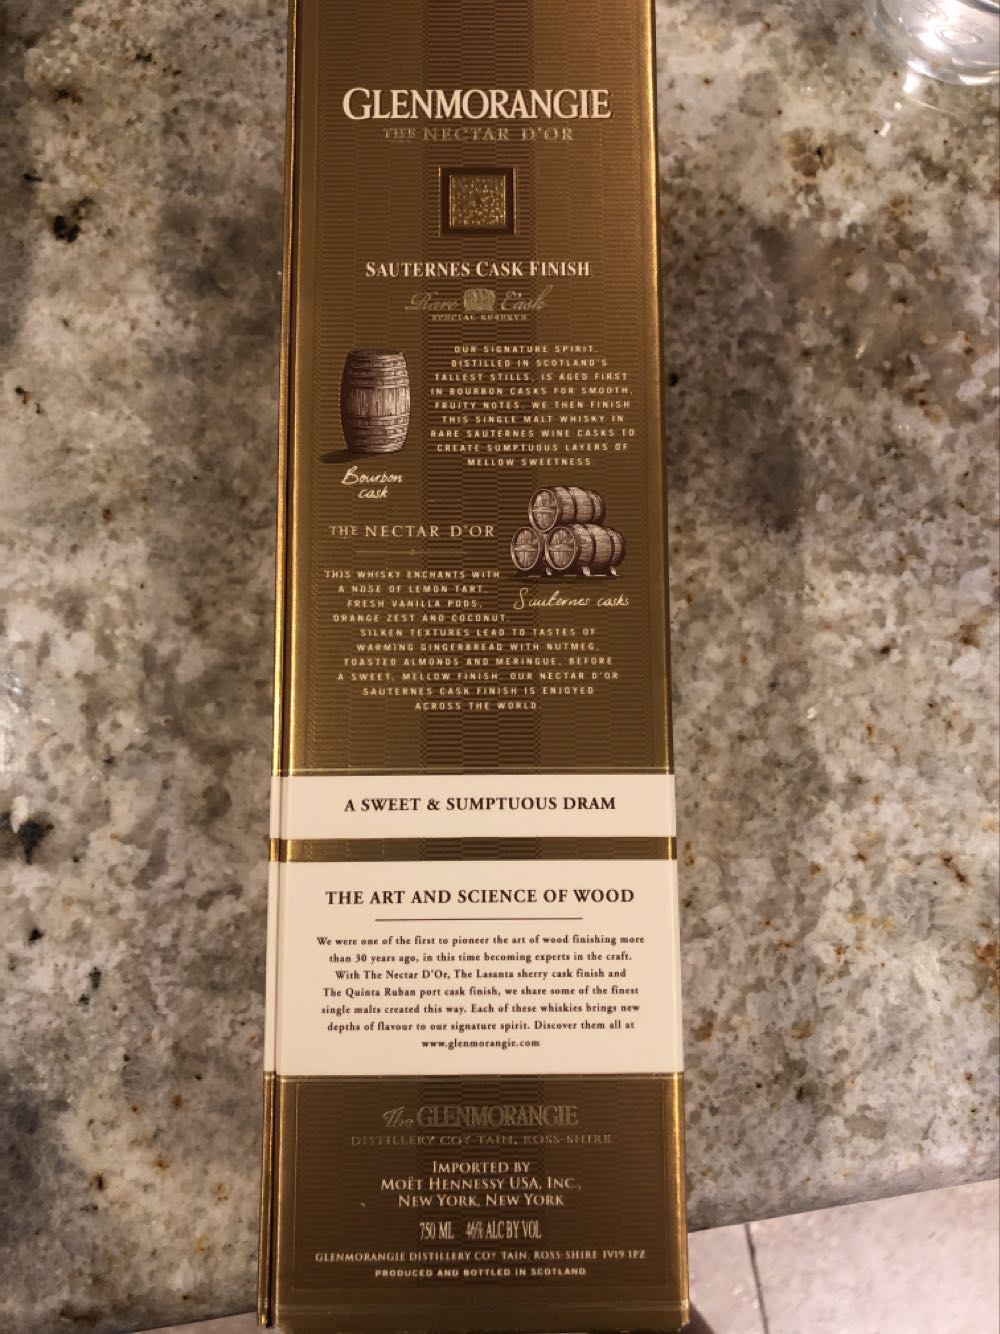 GLENMORANGIE
THE NECTAR D'OR
SAUTERNES CASK FINISH
Rare Cask
SPECIAL RESERVE
OUR SIGNATURE SPIRIT,
DISTILLED IN SCOTLAND'S
TALLEST STILLS, IS AGED FIRST
IN BOURBON CASKS FOR SMOOTH,
FRUITY NOTES. WE THEN FINISH
THIS SINGLE MALT WHISKY IN
RARE SAUTERNES WINE CASKS TO
CREATE SUMPTUOUS LAYERS OF
MELLOW SWEETNESS
Bourbon
cask
THE NECTAR D'OR
THIS WHISKY ENCHANTS WITH
A NOSE OF LEMON TART,
FRESH VANILLA PODS,
ORANGE ZEST AND COCONUT.
Sauternes casks
SILKEN TEXTURES LEAD TO TASTES OF
WARMING GINGERBREAD WITH NUTMEG,
TOASTED ALMONDS AND MERINGUE, BEFORE
A SWEET, MELLOW FINISH. OUR NECTAR D'OR
SAUTERNES CASK FINISH IS ENJOYED
ACROSS THE WORLD
A SWEET & SUMPTUOUS DRAM
THE ART AND SCIENCE OF WOOD
We were one of the first to pioneer the art of wood finishing more
than 30 years ago, in this time becoming experts in the craft.
With The Nectar D'Or, The Lasanta sherry cask finish and
The Quinta Ruban port cask finish, we share some of the finest
single malts created this way. Each of these whiskies brings new
depths of flavour to our signature spirit. Discover them all at
www.glenmorangie.com
The GLENMORANGIE
DISTILLERY COY TAIN, ROSS-SHIRE
IMPORTED BY
MOËT HENNESSY USA, INC.,
NEW YORK, NEW YORK
750 ML 46% ALC BY VOL
GLENMORANGIE DISTILLERY COY TAIN, ROSS-SHIRE IV19 1PZ
PRODUCED AND BOTTLED IN SCOTLAND